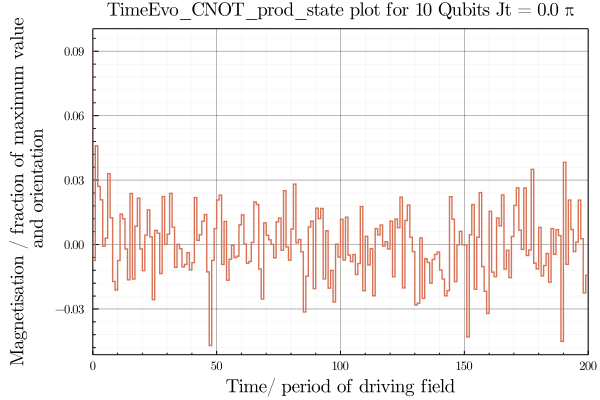 TimeEvo_CNOT_prod_state plot for 10 Qubits Jt = 0.0 π
Magnetisation / fraction of maximum value
and orientation
0.09
0.06
0.03
0.00
−0.03
0
50
100
150
200
Time/ period of driving field